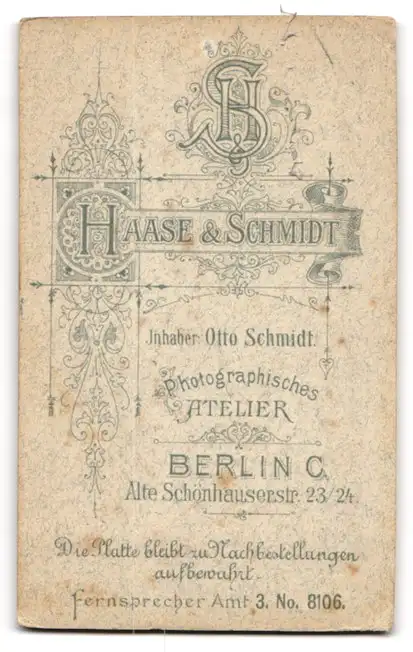 HS
HAASE & SCHMIDT
Jnhaber: Otto Schmidt.
Photographisches
ATELIER
BERLIN C.
Alte Schönhauserstr. 23/24.
Die Platte bleibt zu Nachbestellungen
aufbewahrt.
Fernsprecher Amt 3. No. 8106.